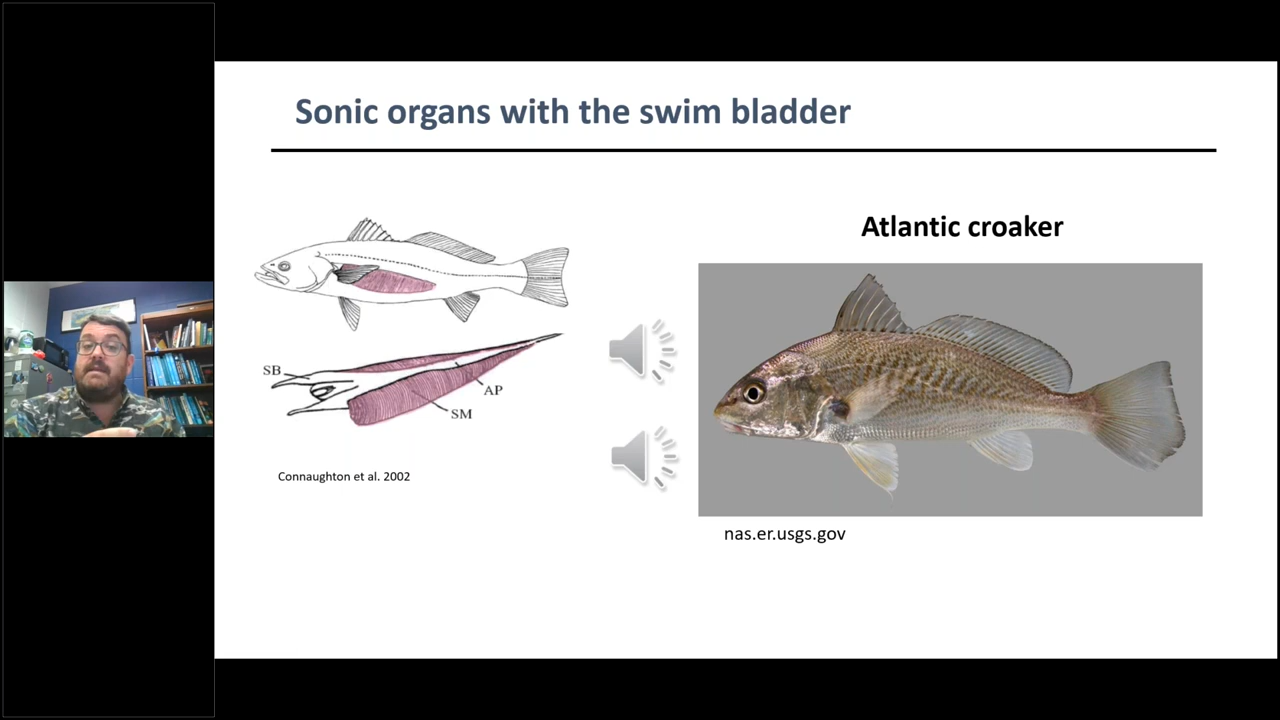 Sonic organs with the swim bladder
Atlantic croaker
SB
AP
SM
Connaughton et al. 2002
nas.er.usgs.gov